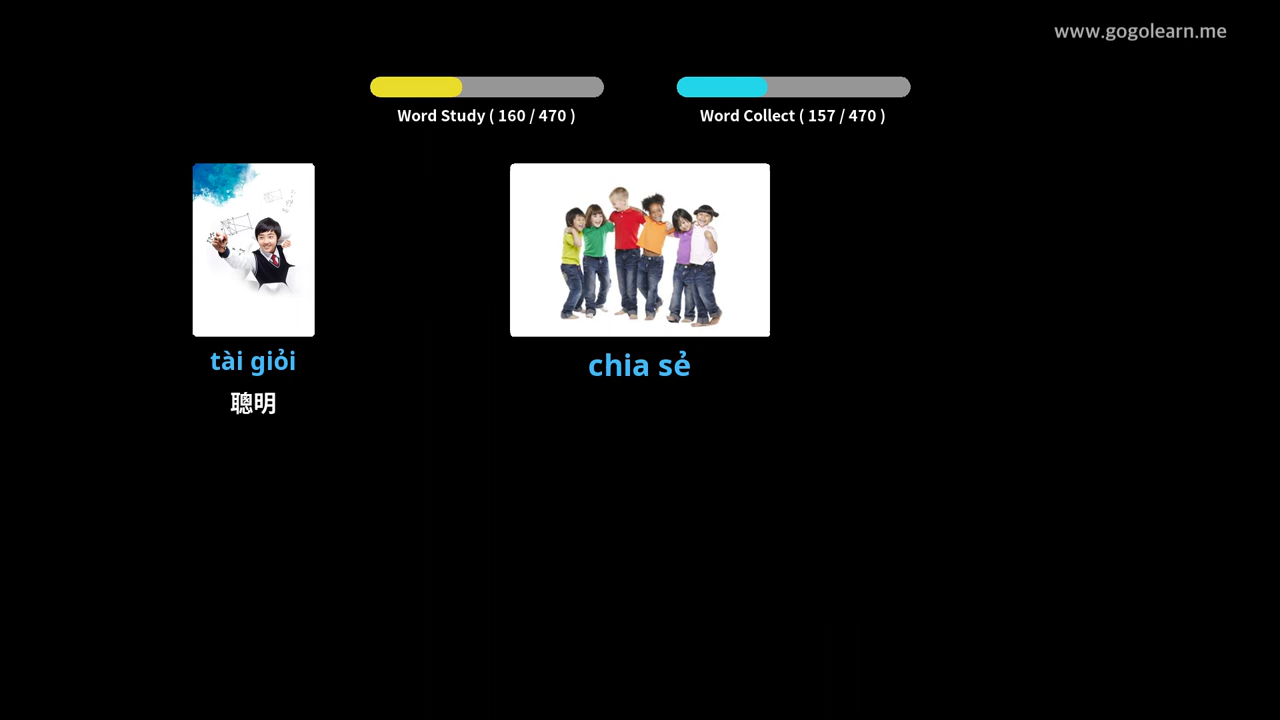 www.gogolearn.me
Word Study ( 160 / 470 )
Word Collect ( 157 / 470 )
tài giỏi
聰明
chia sẻ